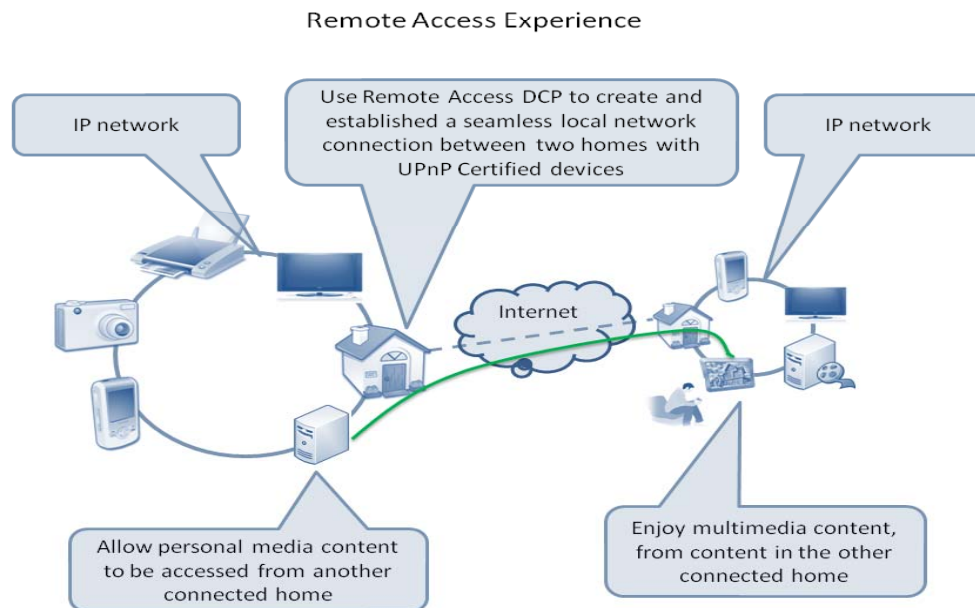 Remote Access Experience
IP network
Use Remote Access DCP to create and
established a seamless local network
connection between two homes with
UPnP Certified devices
IP network
Internet
Allow personal media content
to be accessed from another
connected home
Enjoy multimedia content,
from content in the other
connected home